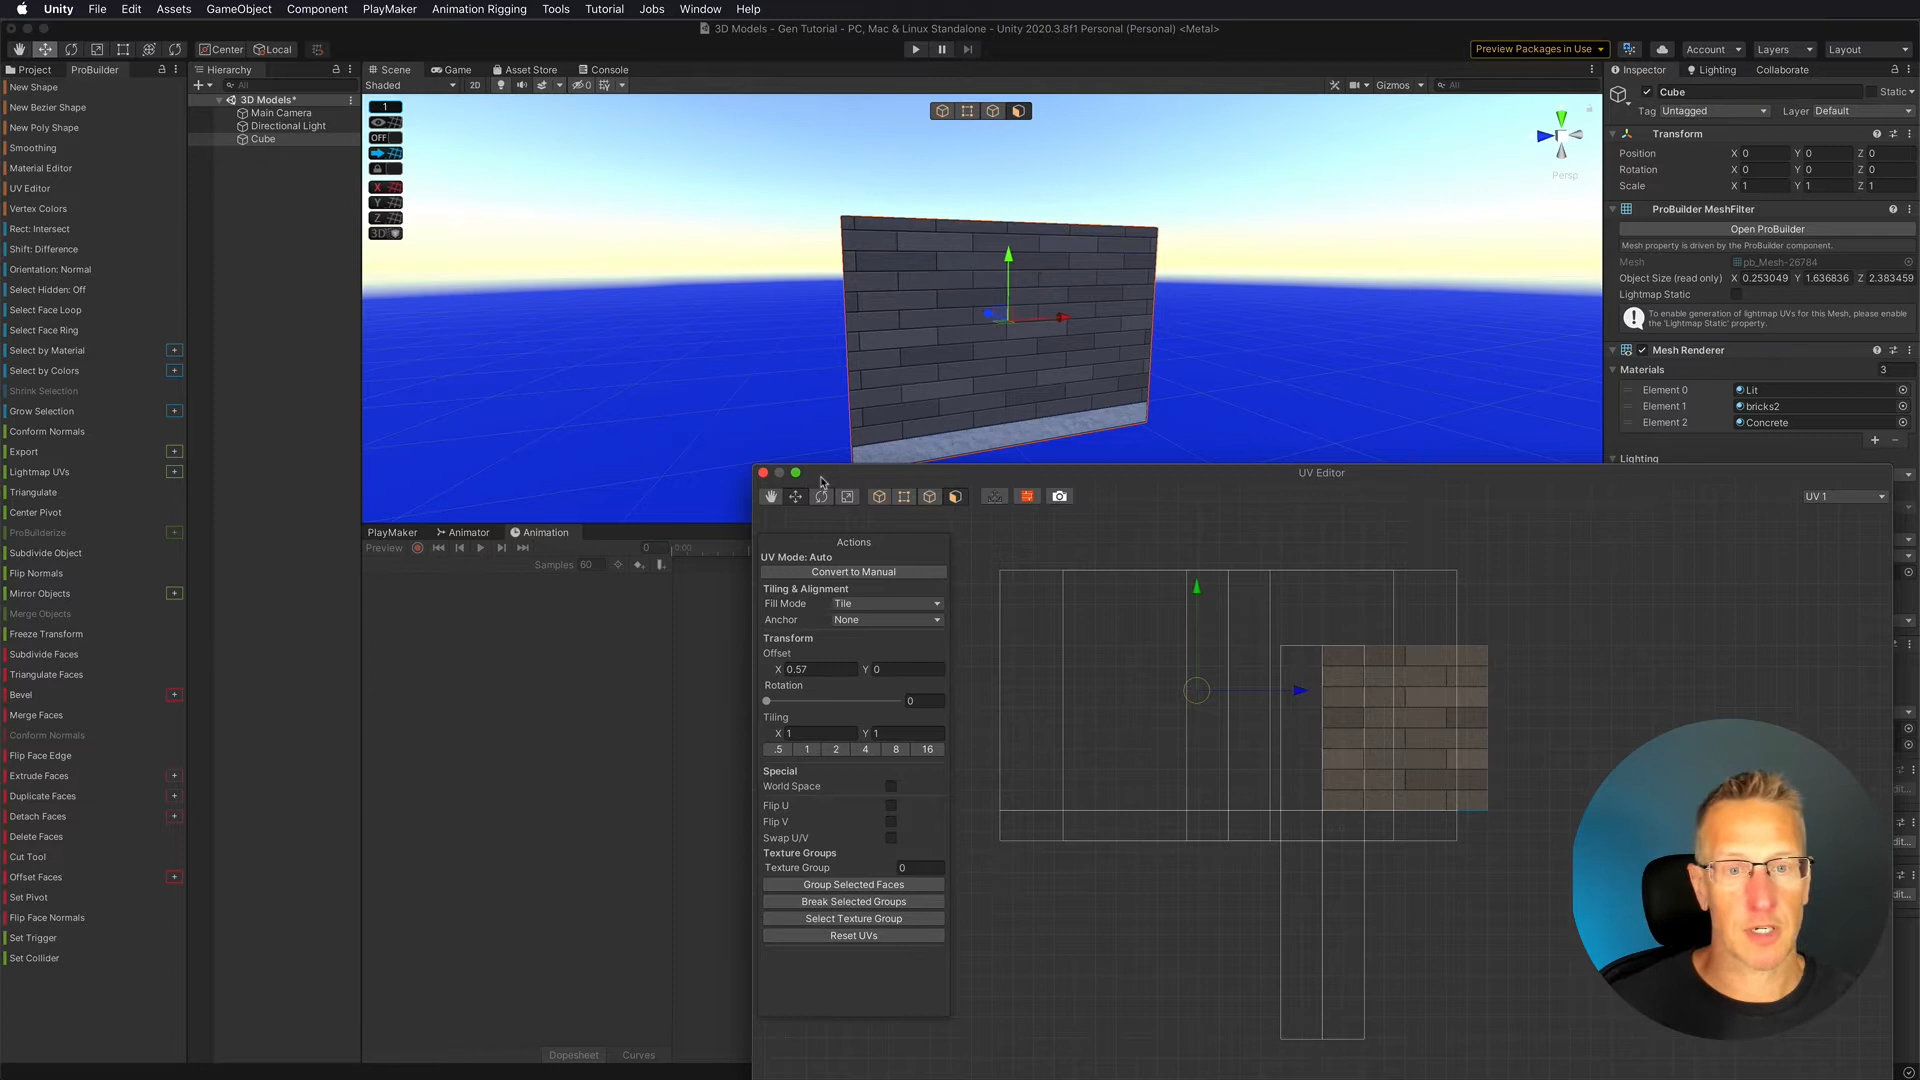 Unity File Edit Assets GameObject Component PlayMaker Animation Rigging Tools Tutorial Jobs Window Help
3D Models - Gen Tutorial - PC, Mac & Linux Standalone - Unity 2020.3.8f1 Personal (Personal) <Metal>
Center Local Preview Packages in Use Account Layers Layout
Project ProBuilder Hierarchy Scene Game Asset Store Console Inspector Lighting Collaborate
New Shape
New Bezier Shape
New Poly Shape
Smoothing
Material Editor
UV Editor
Vertex Colors
Rect: Intersect
Shift: Difference
Orientation: Normal
Select Hidden: Off
Select Face Loop
Select Face Ring
Select by Material +
Select by Colors +
Shrink Selection
Grow Selection +
Conform Normals
Export +
Lightmap UVs +
Triangulate
Center Pivot
ProBuilderize +
Subdivide Object
Flip Normals
Mirror Objects +
Merge Objects
Freeze Transform
Subdivide Faces
Triangulate Faces
Bevel +
Merge Faces
Conform Normals
Flip Face Edge
Extrude Faces +
Duplicate Faces +
Detach Faces +
Delete Faces
Cut Tool
Offset Faces +
Set Pivot
Flip Face Normals
Set Trigger
Set Collider
+ All
3D Models*
Main Camera
Directional Light
Cube
Shaded 2D 0 Gizmos All
1
OFF
X
Y
Z
3D
Persp
PlayMaker Animator Animation
Preview 0 0:00
Samples 60
Dopesheet Curves
Cube Static
Tag Untagged Layer Default
Transform
Position X 0 Y 0 Z 0
Rotation X 0 Y 0 Z 0
Scale X 1 Y 1 Z 1
ProBuilder MeshFilter
Open ProBuilder
Mesh property is driven by the ProBuilder component.
Mesh pb_Mesh-26784
Object Size (read only) X 0.253049 Y 1.636836 Z 2.383459
Lightmap Static
To enable generation of lightmap UVs for this Mesh, please enable
the 'Lightmap Static' property.
Mesh Renderer
Materials 3
Element 0 Lit
Element 1 bricks2
Element 2 Concrete
+ −
Lighting
UV Editor
UV 1
Actions
UV Mode: Auto
Convert to Manual
Tiling & Alignment
Fill Mode Tile
Anchor None
Transform
Offset
X 0.57 Y 0
Rotation
0
Tiling
X 1 Y 1
.5 1 2 4 8 16
Special
World Space
Flip U
Flip V
Swap U/V
Texture Groups
Texture Group 0
Group Selected Faces
Break Selected Groups
Select Texture Group
Reset UVs
dit...
dit...
dit...